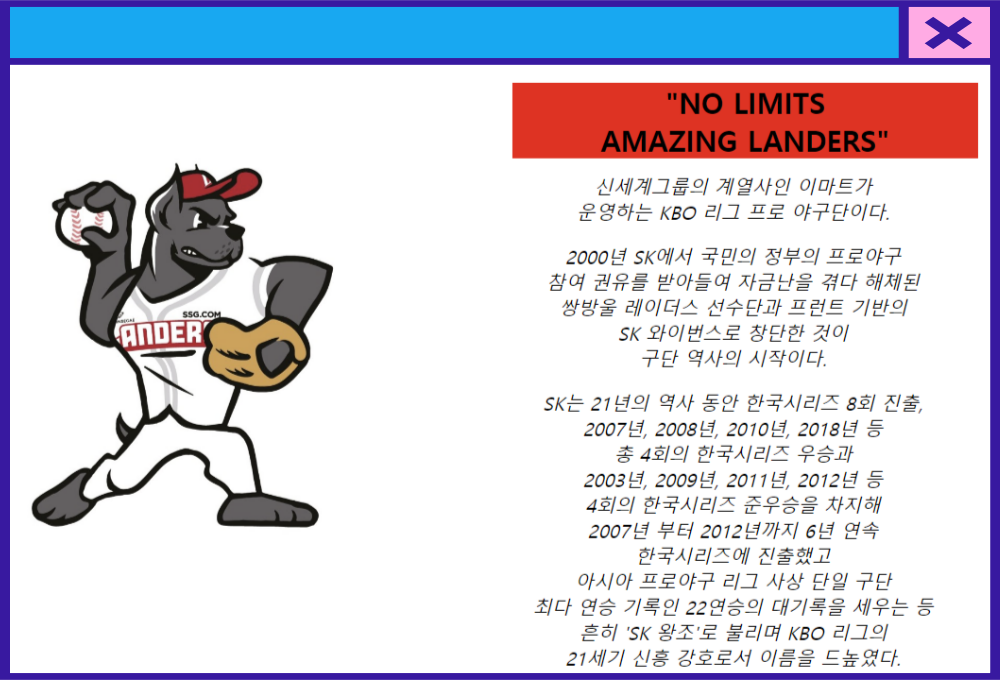 "NO LIMITS
AMAZING LANDERS"
신세계그룹의 계열사인 이마트가
운영하는 KBO 리그 프로 야구단이다.
2000년 SK에서 국민의 정부의 프로야구
참여 권유를 받아들여 자금난을 겪다 해체된
쌍방울 레이더스 선수단과 프런트 기반의
SK 와이번스로 창단한 것이
구단 역사의 시작이다.
SK는 21년의 역사 동안 한국시리즈 8회 진출,
2007년, 2008년, 2010년, 2018년 등
총 4회의 한국시리즈 우승과
2003년, 2009년, 2011년, 2012년 등
4회의 한국시리즈 준우승을 차지해
2007년 부터 2012년까지 6년 연속
한국시리즈에 진출했고
아시아 프로야구 리그 사상 단일 구단
최다 연승 기록인 22연승의 대기록을 세우는 등
흔히 'SK 왕조'로 불리며 KBO 리그의
21세기 신흥 강호로서 이름을 드높였다.
SSG.COM
ANDERS